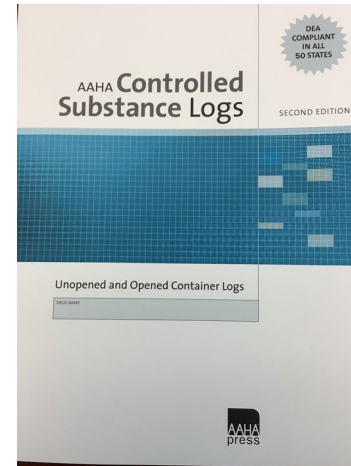 DEA
COMPLIANT
IN ALL
50 STATES
AAHA Controlled
Substance Logs
SECOND EDITION
Unopened and Opened Container Logs
DRUG NAME
AAHA
press